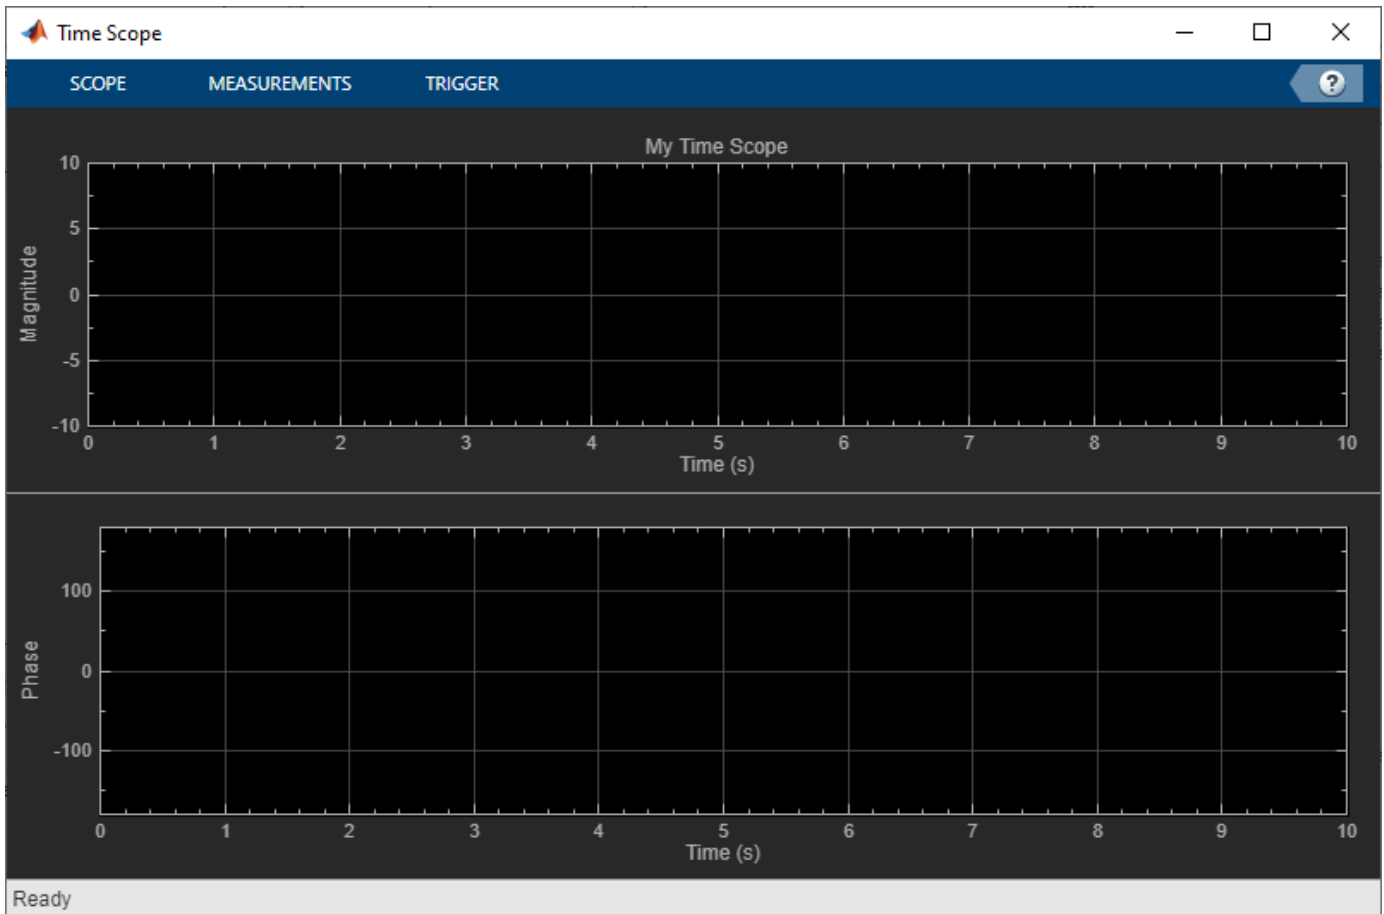 Time Scope
SCOPE MEASUREMENTS TRIGGER ?
My Time Scope
10
5
0
-5
-10
Magnitude
0 1 2 3 4 5 6 7 8 9 10
Time (s)
100
0
-100
Phase
0 1 2 3 4 5 6 7 8 9 10
Time (s)
Ready